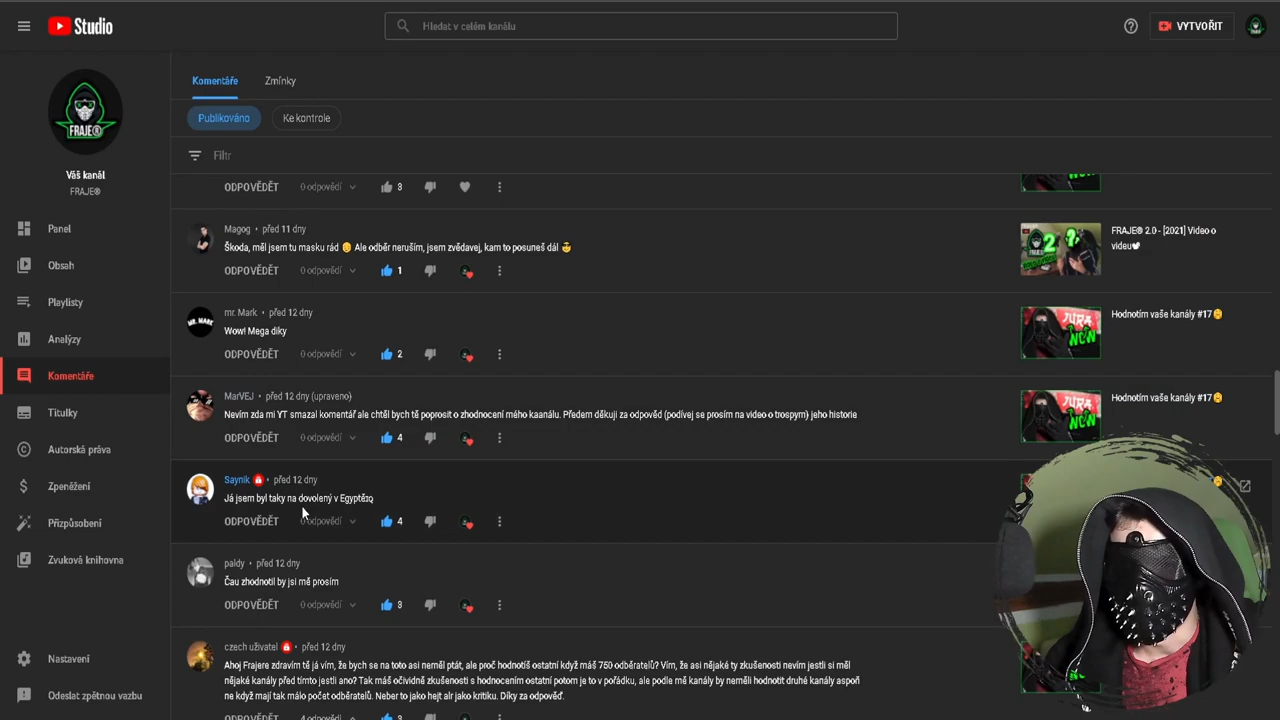 Studio
Hledat v celém kanálu
VYTVOŘIT
FRAJE®
Váš kanál
FRAJE®
Panel
Obsah
Playlisty
Analýzy
Komentáře
Titulky
Autorská práva
Zpeněžení
Přizpůsobení
Zvuková knihovna
Nastavení
Odeslat zpětnou vazbu
Komentáře Zmínky
Publikováno Ke kontrole
Filtr
ODPOVĚDĚT 0 odpovědí 3
Magog • před 11 dny
Škoda, měl jsem tu masku rád Ale odběr neruším, jsem zvědavej, kam to posuneš dál
ODPOVĚDĚT 0 odpovědí 1
FRAJE® 2.0 - [2021] Video o
videu
mr. Mark • před 12 dny
Wow! Mega diky
ODPOVĚDĚT 0 odpovědí 2
Hodnotím vaše kanály #17
MarVEJ • před 12 dny (upraveno)
Nevím zda mi YT smazal komentář ale chtěl bych tě poprosit o zhodnocení mého kaanálu. Předem děkuji za odpověd (podívej se prosím na video o trospym) jeho historie
ODPOVĚDĚT 0 odpovědí 4
Hodnotím vaše kanály #17
Sayník • před 12 dny
Já jsem byl taky na dovolený v Egyptězo
ODPOVĚDĚT 0 odpovědí 4
paldy • před 12 dny
Čau zhodnotil by jsi mě prosím
ODPOVĚDĚT 0 odpovědí 3
czech uživatel • před 12 dny
Ahoj Frajere zdravím tě já vím, že bych se na toto asi neměl ptát, ale proč hodnotíš ostatní když máš 750 odběratelů? Vím, že asi nějaké ty zkušenosti nevím jestli si měl
nějaké kanály před tímto jestli ano? Tak máš očividně zkušenosti s hodnocením ostatní potom je to v pořádku, ale podle mě kanály by neměli hodnotit druhé kanály aspoň
ne když mají tak málo počet odběratelů. Neber to jako hejt alr jako kritiku. Díky za odpověď.
ODPOVĚDĚT 4 odpovědi 3